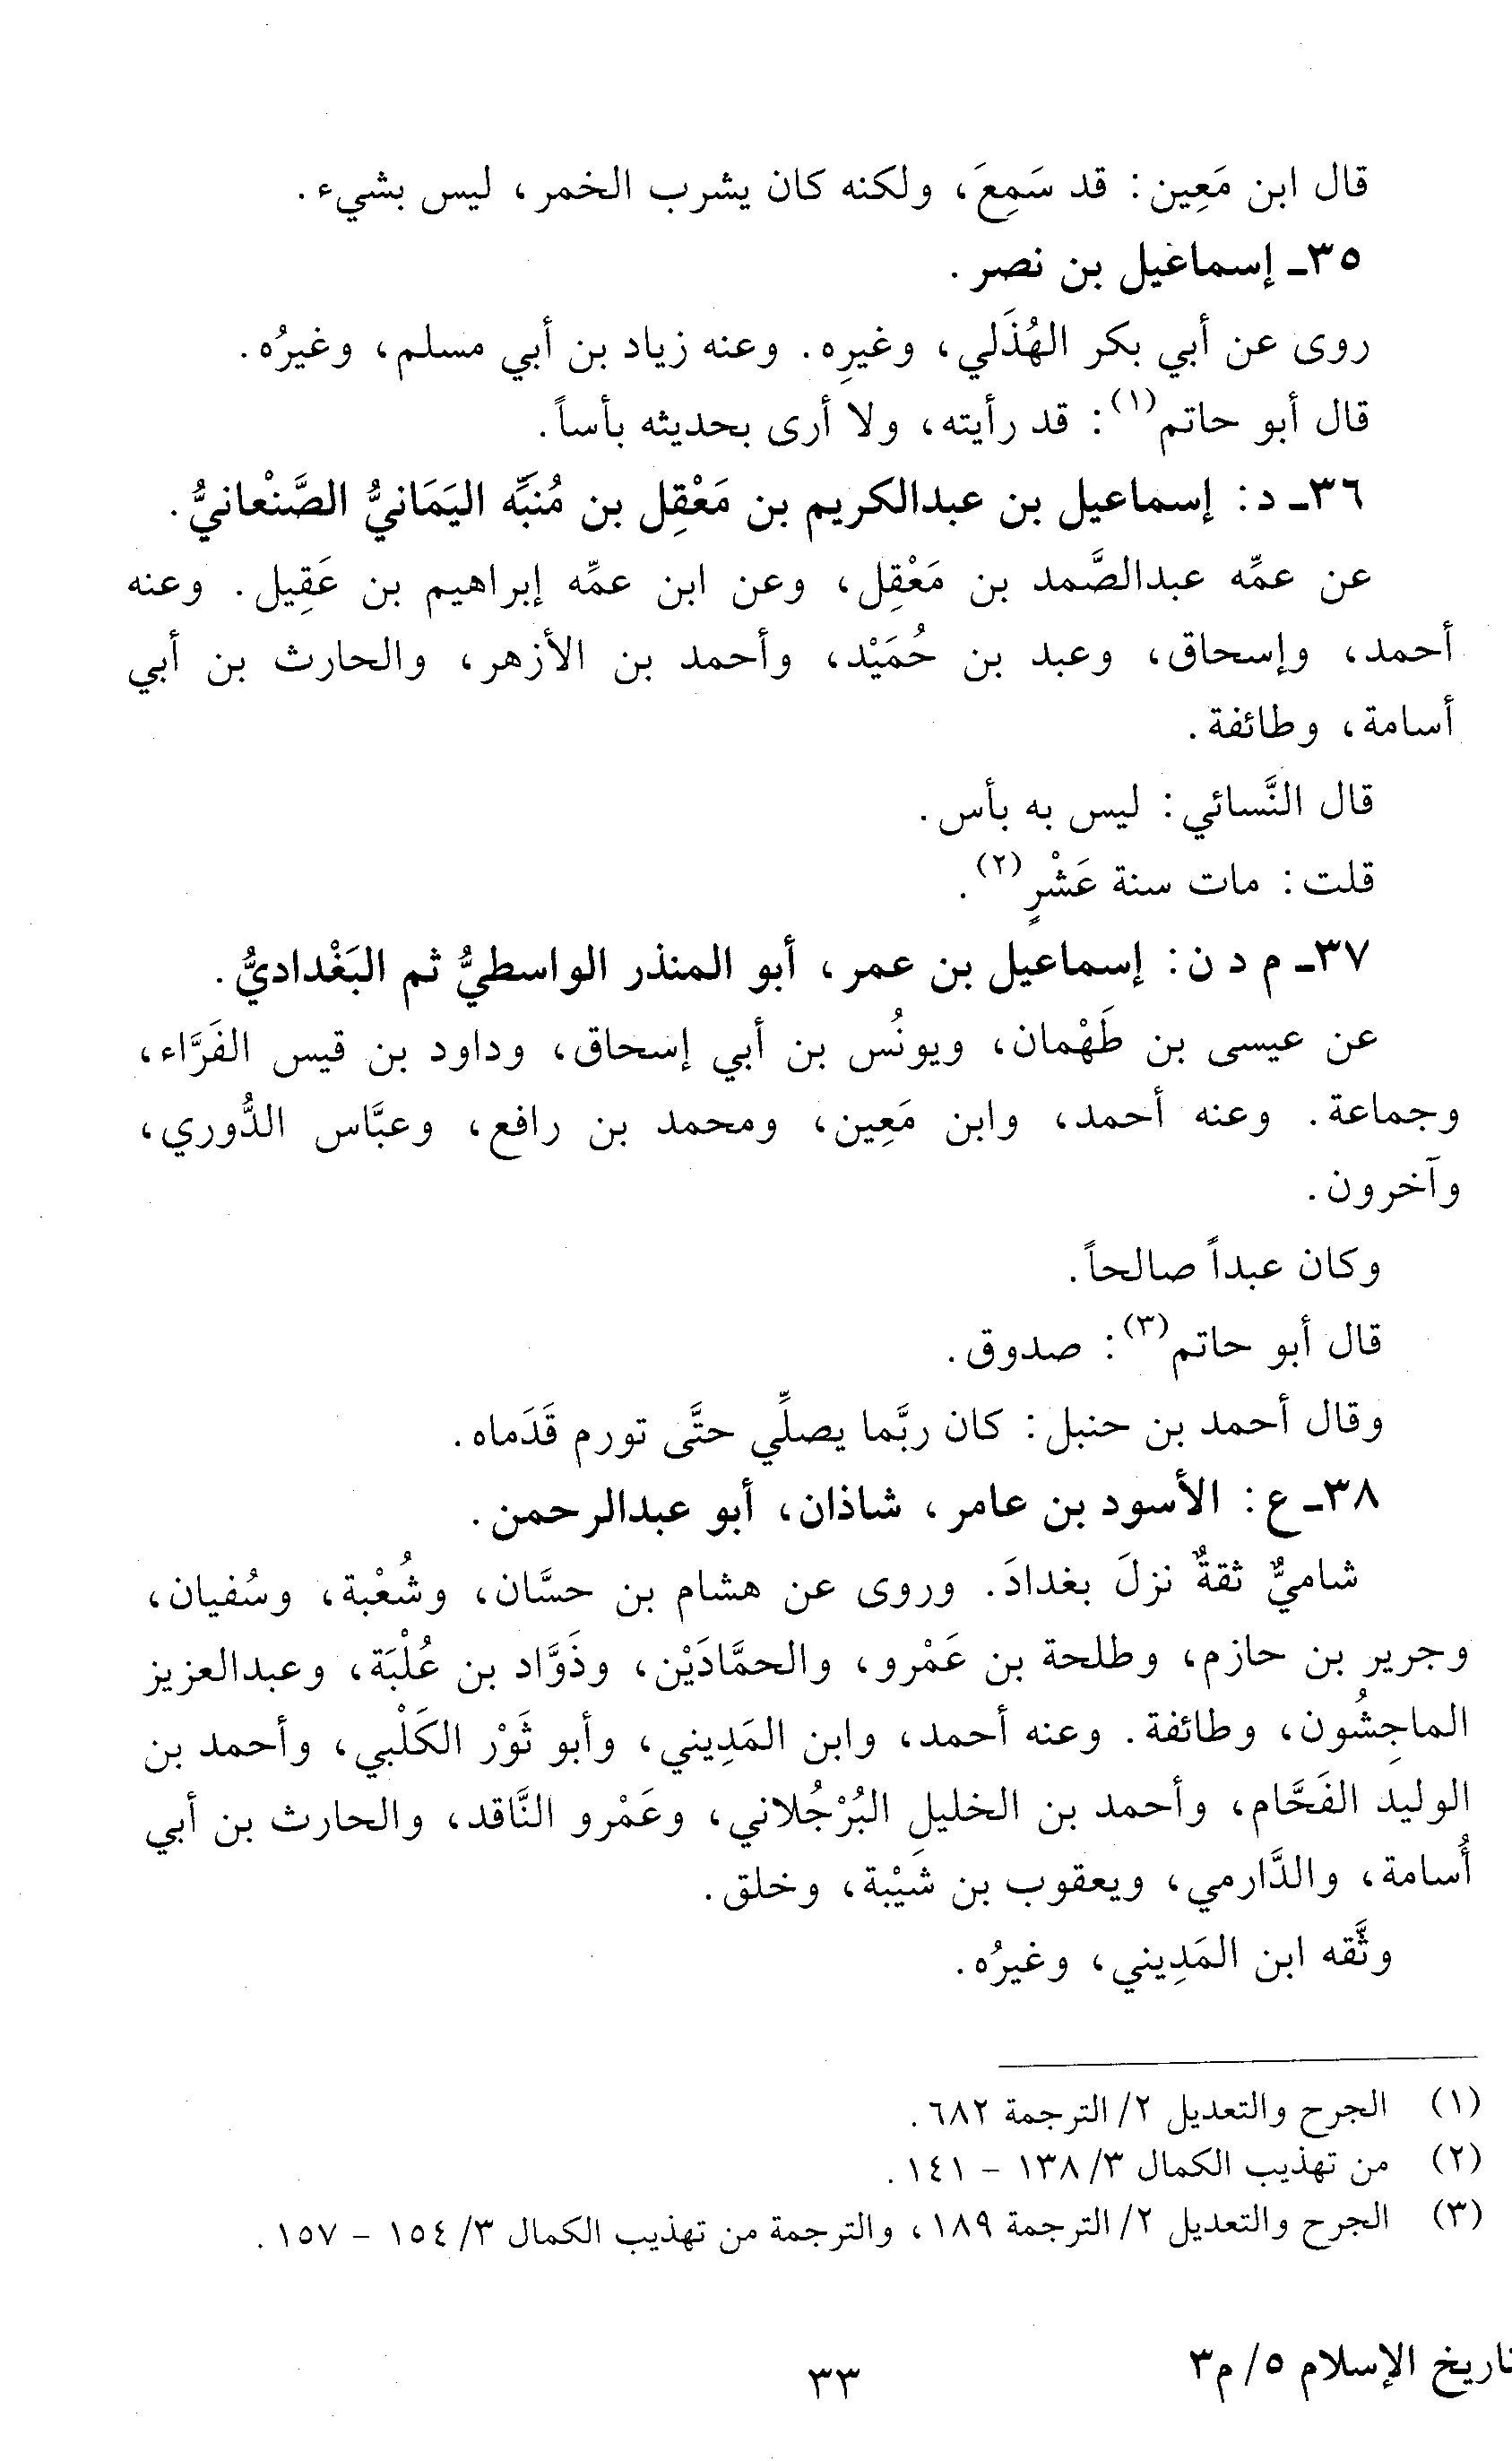 قال ابن مَعِين: قد سَمِعَ، ولكنه كان يشرب الخمر، ليس بشيء.
٣٥ـ إسماعيل بن نصر.
روى عن أبي بكر الهُذَلي، وغيرِه. وعنه زياد بن أبي مسلم، وغيرُه.
قال أبو حاتم(١): قد رأيته، ولا أرى بحديثه بأساً.
٣٦ـ د: إسماعيل بن عبدالكريم بن مَعْقِل بن مُنبِّه اليَمَانيُّ الصَّنْعانيُّ.
عن عمِّه عبدالصَّمد بن مَعْقِل، وعن ابن عمِّه إبراهيم بن عَقِيل. وعنه
أحمد، وإسحاق، وعبد بن حُمَيْد، وأحمد بن الأزهر، والحارث بن أبي
أسامة، وطائفة.
قال النَّسائي: ليس به بأس.
قلت: مات سنة عَشْرٍ(٢).
٣٧ـ م د ن: إسماعيل بن عمر، أبو المنذر الواسطيُّ ثم البَغْداديُّ.
عن عيسى بن طَهْمان، ويونُس بن أبي إسحاق، وداود بن قيس الفَرَّاء،
وجماعة. وعنه أحمد، وابن مَعِين، ومحمد بن رافع، وعبَّاس الدُّوري،
وآخرون.
وكان عبداً صالحاً.
قال أبو حاتم(٣): صدوق.
وقال أحمد بن حنبل: كان ربَّما يصلِّي حتَّى تورم قَدَماه.
٣٨ـ ع: الأسود بن عامر، شاذان، أبو عبدالرحمن.
شاميٌّ ثقةٌ نزلَ بغدادَ. وروى عن هشام بن حسَّان، وشُعْبة، وسُفيان،
وجرير بن حازم، وطلحة بن عَمْرو، والحمَّادَيْن، وذَوَّاد بن عُلْبَة، وعبدالعزيز
الماجِشُون، وطائفة. وعنه أحمد، وابن المَدِيني، وأبو ثَوْر الكَلْبي، وأحمد بن
الوليد الفَحَّام، وأحمد بن الخليلِ البُرْجُلاني، وعَمْرو النَّاقد، والحارث بن أبي
أُسامة، والدَّارمي، ويعقوب بن شَيْبة، وخلق.
وثَّقه ابن المَدِيني، وغيرُه.
(١) الجرح والتعديل ٢/ الترجمة ٦٨٢.
(٢) من تهذيب الكمال ٣/ ١٣٨ - ١٤١.
(٣) الجرح والتعديل ٢/ الترجمة ١٨٩، والترجمة من تهذيب الكمال ٣/ ١٥٤ - ١٥٧.
تاريخ الإسلام ٥/ م٣
٣٣